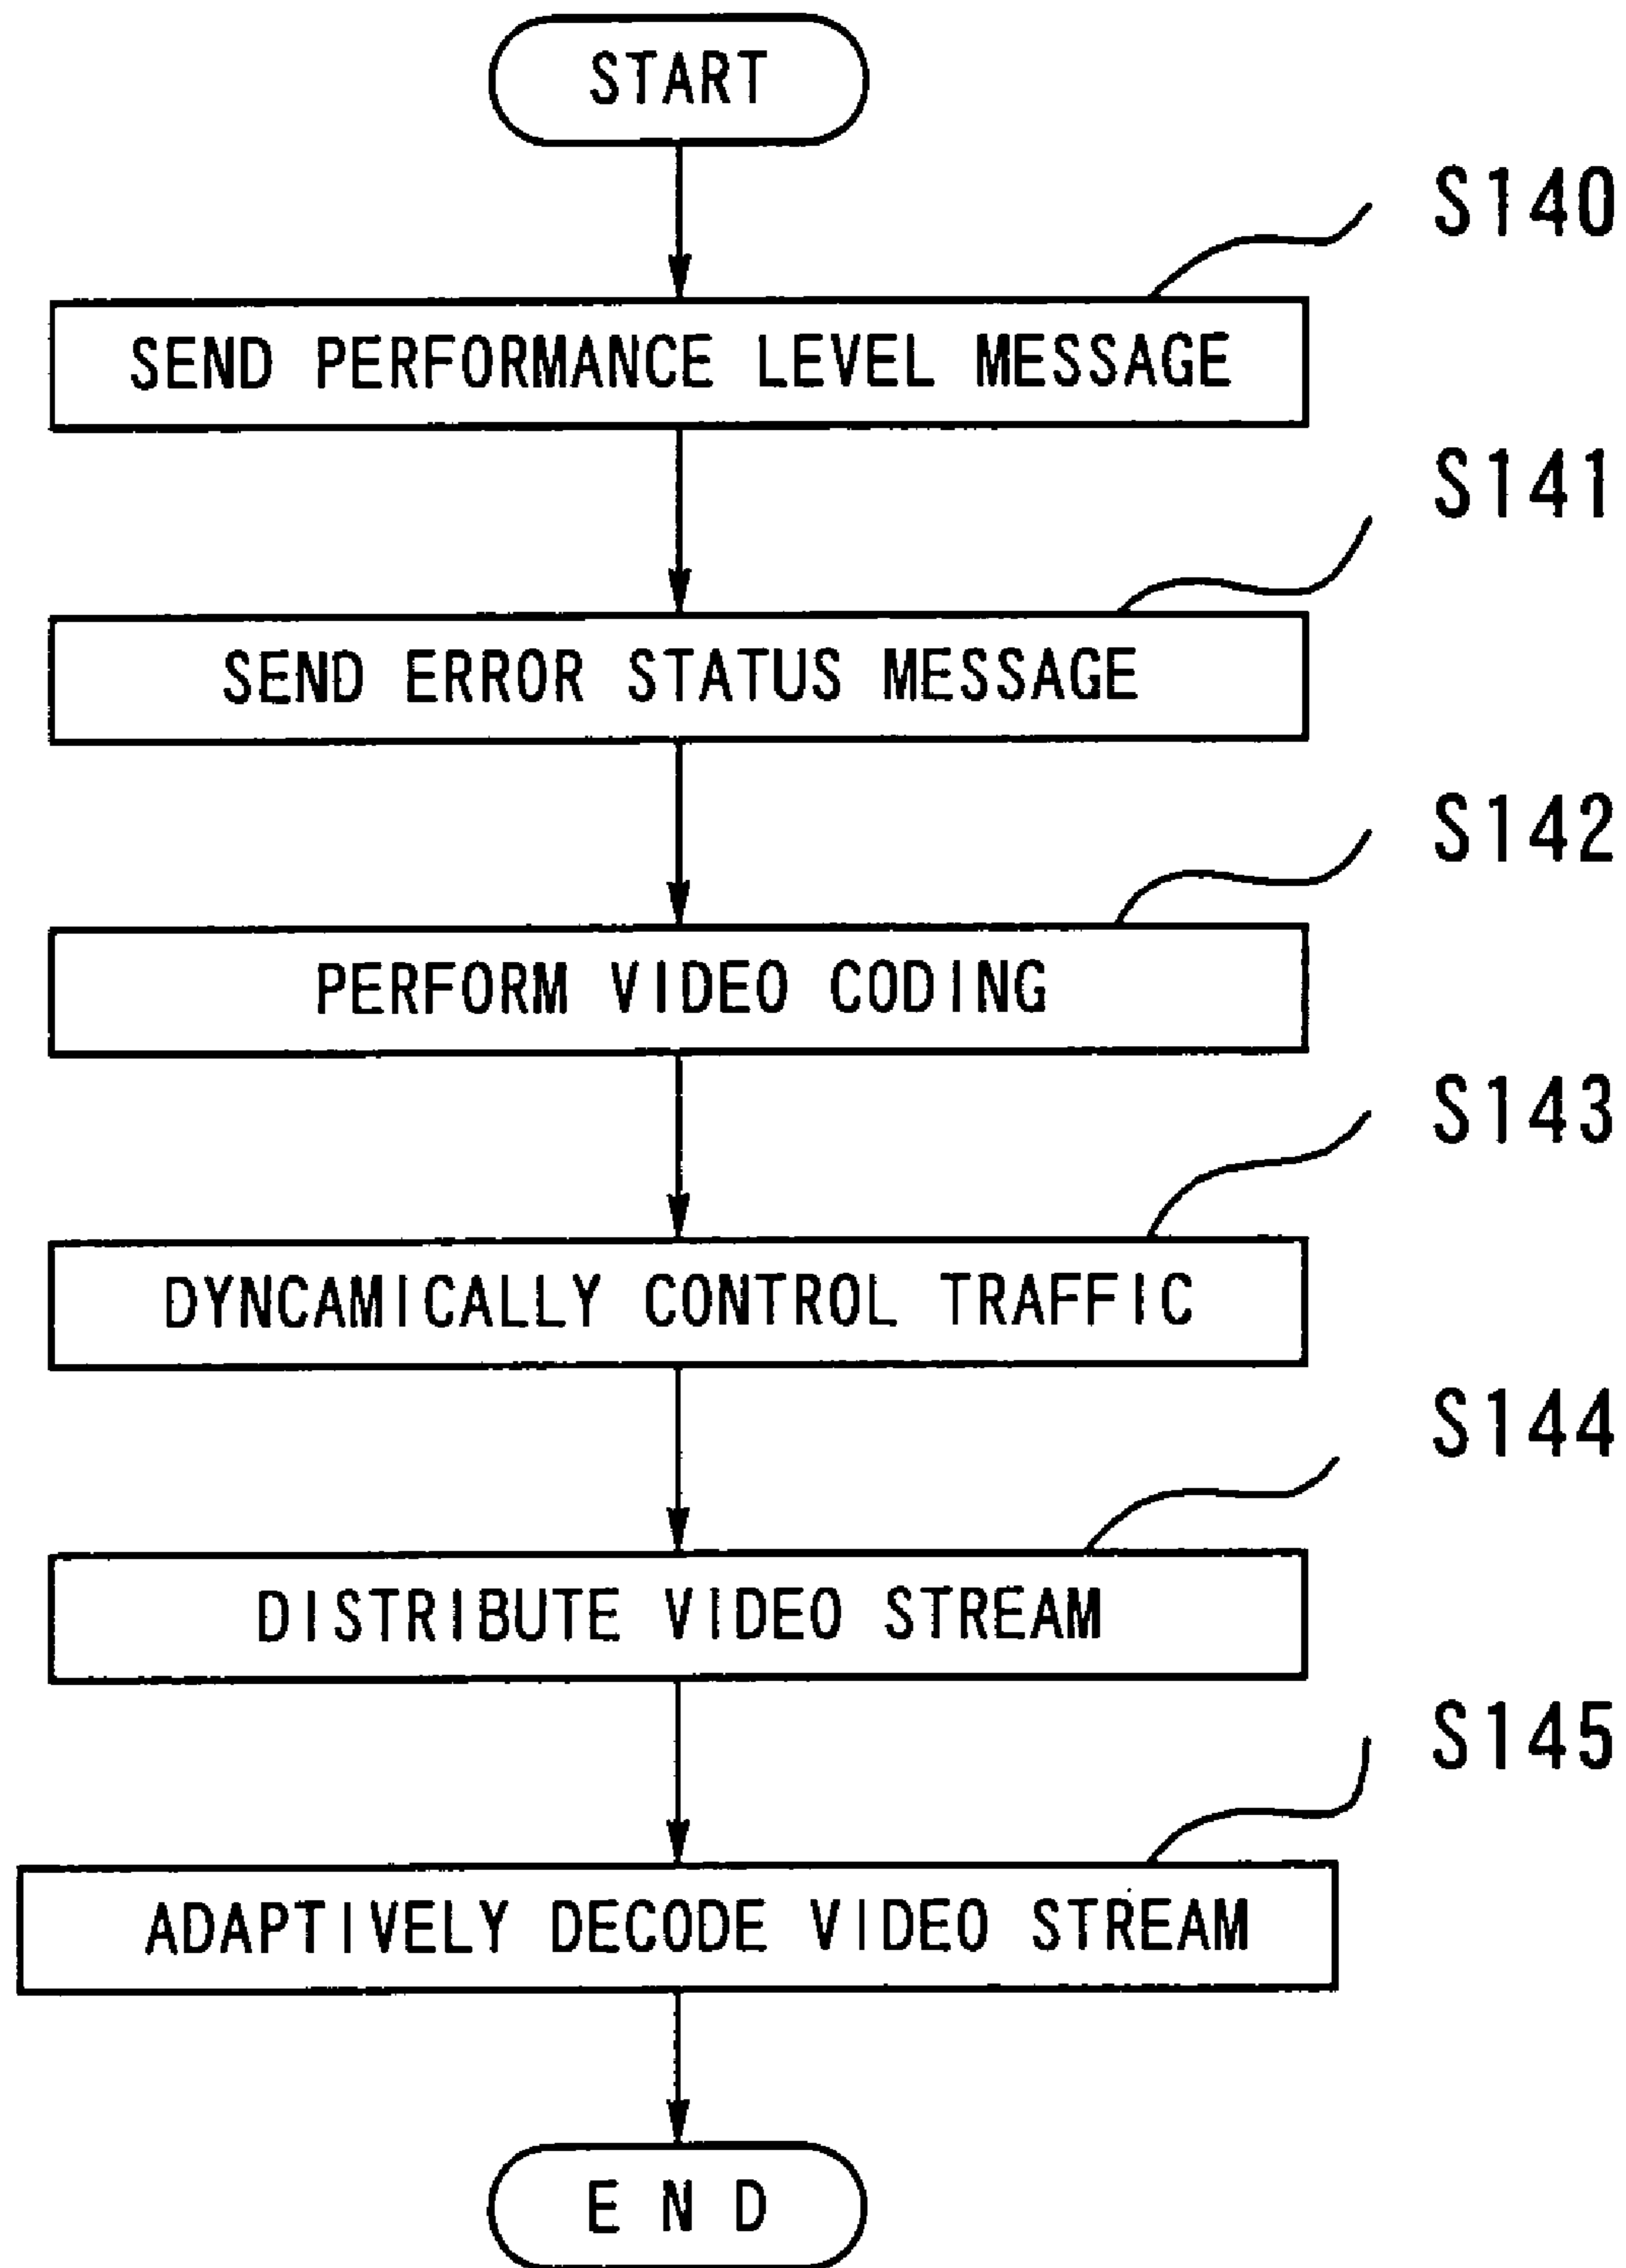 START
S140
SEND PERFORMANCE LEVEL MESSAGE
S141
SEND ERROR STATUS MESSAGE
S142
PERFORM VIDEO CODING
S143
DYNCAMICALLY CONTROL TRAFFIC
S144
DISTRIBUTE VIDEO STREAM
S145
ADAPTIVELY DECODE VIDEO STREAM
END